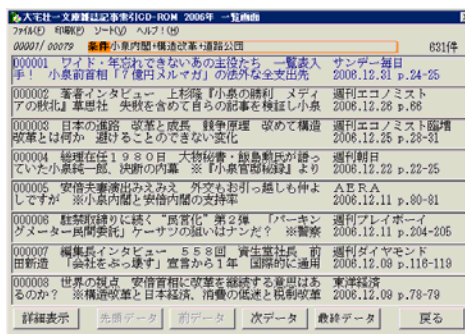 大宅壮一文庫雑誌記事索引CD-ROM 2006年 一覧画面
ファイル(F) 印刷(P) ソート(V) ヘルプ!(H)
00001/ 00079 条件小泉内閣+構造改革+道路公団 631件
000001 ワイド・年忘れできないあの主役たち 一覧表入 サンデー毎日
手! 小泉前首相「7億円メルマガ」の法外な全支出先 2006.12.31 p.24-25
000002 著者インタビュー 上杉隆『小泉の勝利 メディ 週刊エコノミスト
アの敗北』草思社 失敗を含めて自らの記事を検証し小泉 2006.12.26 p.66
000003 日本の進路 改革と成長 競争原理 改めて構造 週刊エコノミスト臨増
改革とは何か 避けることのできない変化 2006.12.25 p.28-31
000004 総理在任1980日 大物秘書・飯島勲氏が語っ 週刊朝日
ていた小泉純一郎、決断の内幕 ※『小泉官邸秘録』より 2006.12.22 p.22-25
000005 安倍夫妻演出みえみえ 外交もお引っ越しも仲よ AERA
しですが ※小泉内閣と安倍内閣の支持率 2006.12.11 p.80-81
000006 駐禁取締りに続く“民営化”第2弾 「パーキン 週刊プレイボーイ
グメーター民間委託」ケーサツの狙いはナンだ? ※警察 2006.12.11 p.204-205
000007 編集長インタビュー 558回 資生堂社長 前 週刊ダイヤモンド
田新造 「会社をぶっ壊す」宣言から1年 国際的に通用 2006.12.09 p.116-119
000008 世界の視点 安倍首相に改革を継続する意思はあ 東洋経済
るのか? ※構造改革と日本経済、消費の低迷と税制改革 2006.12.09 p.78-79
詳細表示 先頭データ 前データ 次データ 最終データ 戻る